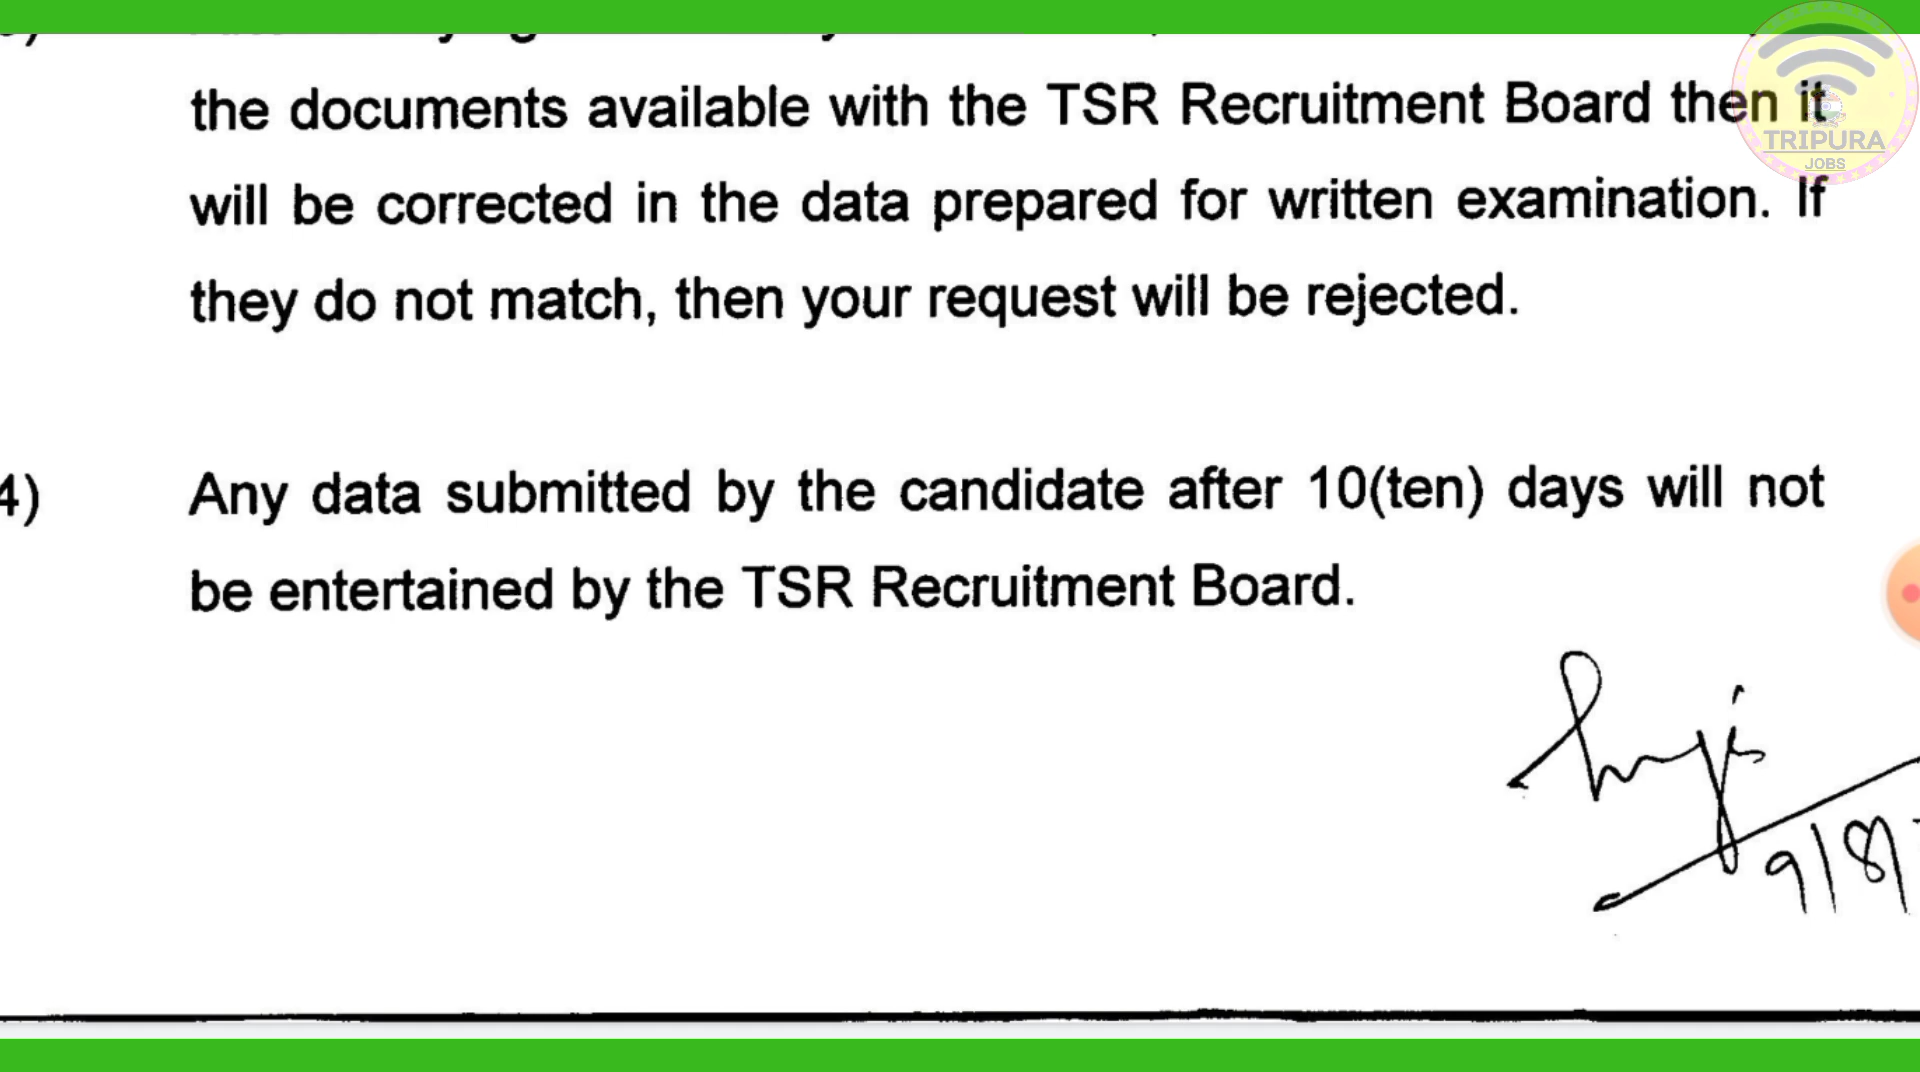 the documents available with the TSR Recruitment Board then it
will be corrected in the data prepared for written examination. If
they do not match, then your request will be rejected.
4) Any data submitted by the candidate after 10(ten) days will not
be entertained by the TSR Recruitment Board.
9/8/
TRIPURA
JOBS